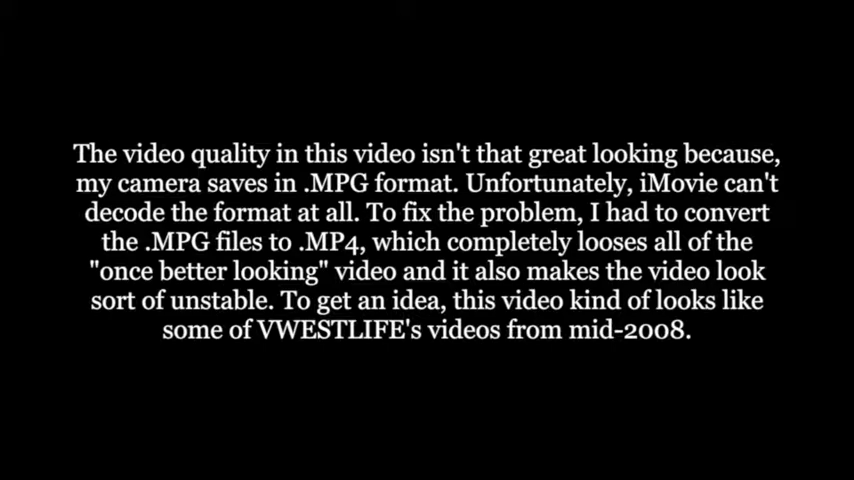 The video quality in this video isn't that great looking because,
my camera saves in .MPG format. Unfortunately, iMovie can't
decode the format at all. To fix the problem, I had to convert
the .MPG files to .MP4, which completely looses all of the
"once better looking" video and it also makes the video look
sort of unstable. To get an idea, this video kind of looks like
some of VWESTLIFE's videos from mid-2008.